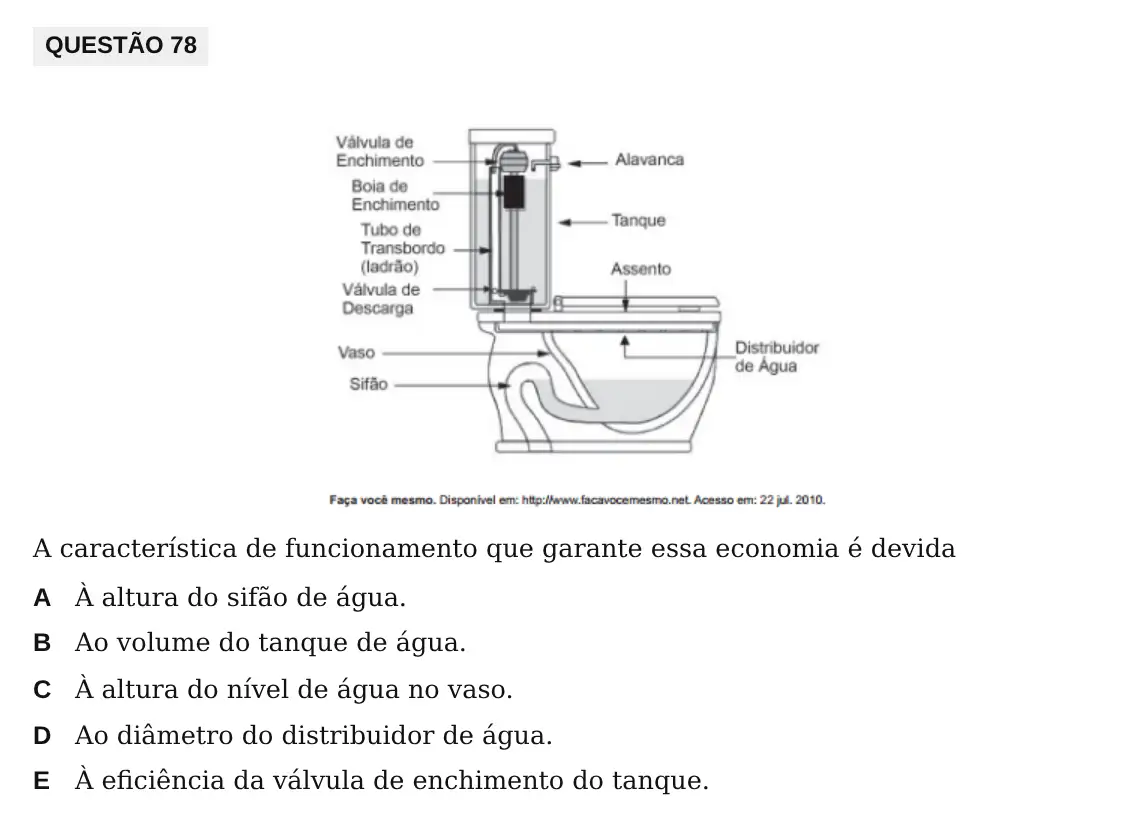 QUESTÃO 78
Válvula de
Enchimento
Alavanca
Boia de
Enchimento
Tanque
Tubo de
Transbordo
(ladrão)
Assento
Válvula de
Descarga
Vaso
Distribuidor
de Água
Sifão
Faça você mesmo. Disponível em: http://www.facavocemesmo.net. Acesso em: 22 jul. 2010.
A característica de funcionamento que garante essa economia é devida
A À altura do sifão de água.
B Ao volume do tanque de água.
C À altura do nível de água no vaso.
D Ao diâmetro do distribuidor de água.
E À eficiência da válvula de enchimento do tanque.